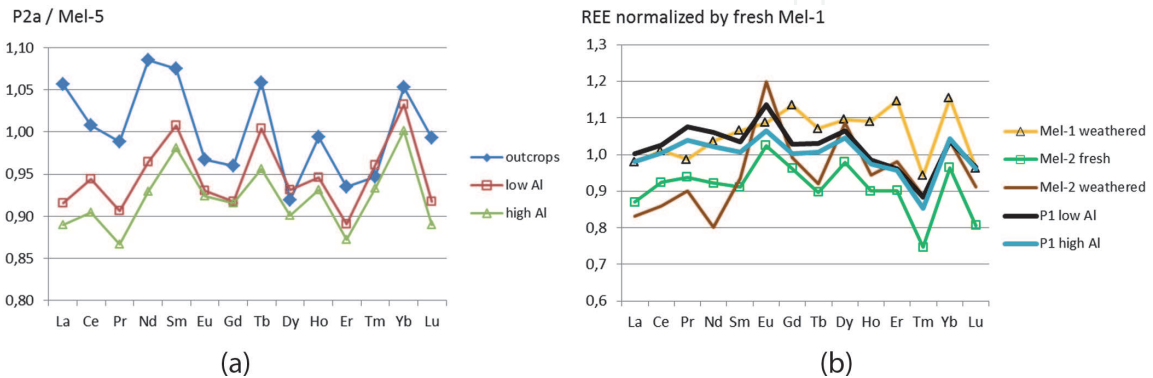 P2a / Mel-5
1,10
1,05
1,00
0,95
0,90
0,85
0,80
La Ce Pr Nd Sm Eu Gd Tb Dy Ho Er Tm Yb Lu
outcrops
low Al
high Al
(a)
REE normalized by fresh Mel-1
1,3
1,2
1,1
1,0
0,9
0,8
0,7
0,6
La Ce Pr Nd Sm Eu Gd Tb Dy Ho Er Tm Yb Lu
Mel-1 weathered
Mel-2 fresh
Mel-2 weathered
P1 low Al
P1 high Al
(b)